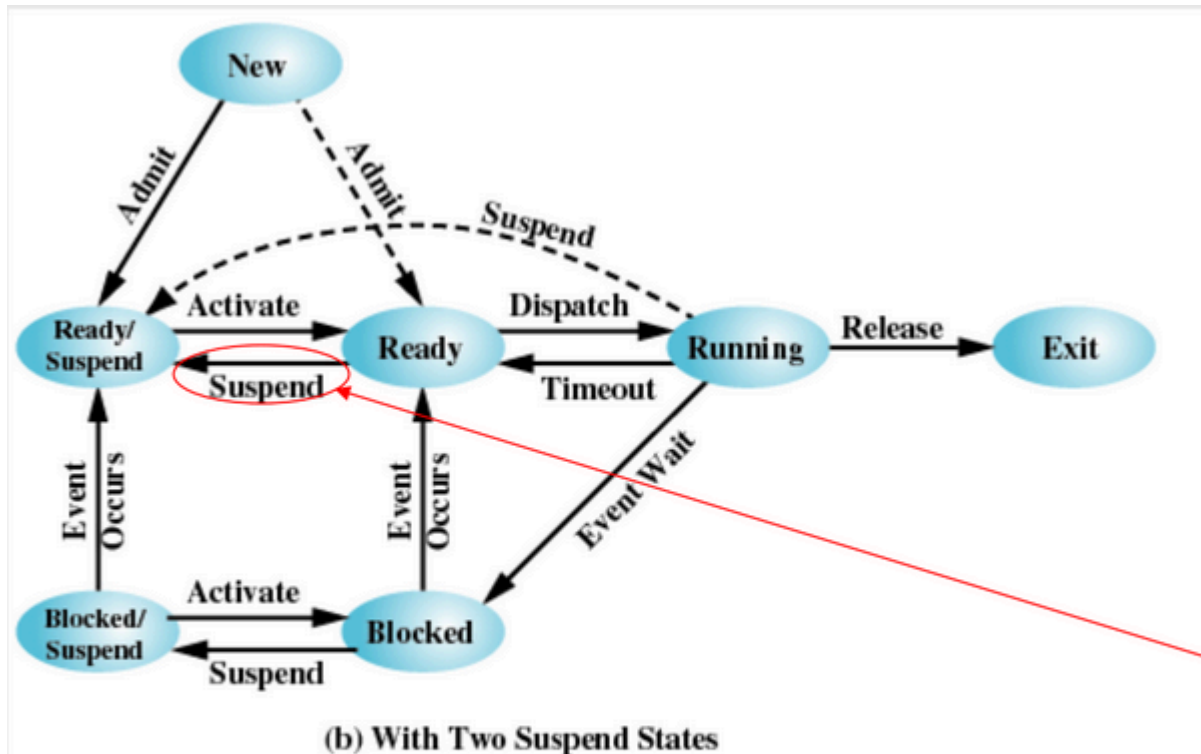 New
Admit
Admit
Suspend
Ready/
Suspend
Activate
Suspend
Ready
Dispatch
Timeout
Running
Release
Exit
Event
Occurs
Event
Occurs
Event Wait
Blocked/
Suspend
Activate
Suspend
Blocked
(b) With Two Suspend States